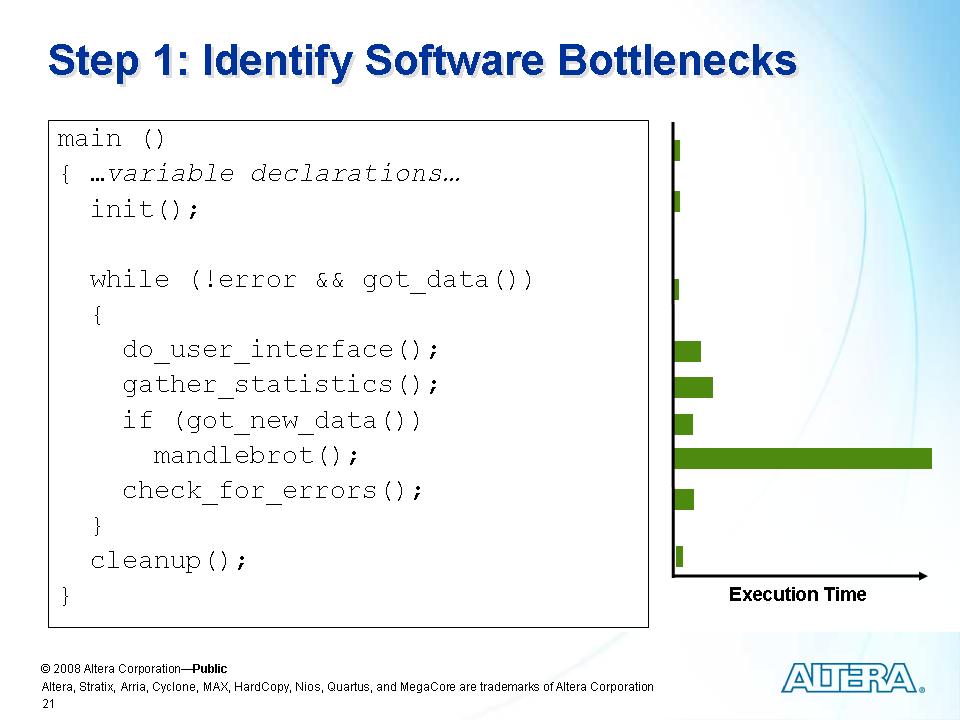 Step 1: Identify Software Bottlenecks
main ()
{ …variable declarations…
init();
while (!error && got_data())
{
do_user_interface();
gather_statistics();
if (got_new_data())
mandlebrot();
check_for_errors();
}
cleanup();
}
Execution Time
© 2008 Altera Corporation—Public
Altera, Stratix, Arria, Cyclone, MAX, HardCopy, Nios, Quartus, and MegaCore are trademarks of Altera Corporation
21
ALTERA®